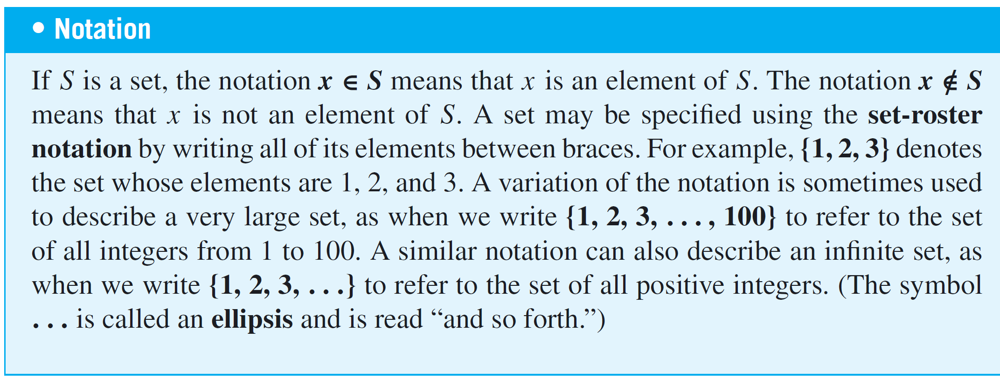 • Notation
If S is a set, the notation x ∈ S means that x is an element of S. The notation x ∉ S
means that x is not an element of S. A set may be specified using the set-roster
notation by writing all of its elements between braces. For example, {1, 2, 3} denotes
the set whose elements are 1, 2, and 3. A variation of the notation is sometimes used
to describe a very large set, as when we write {1, 2, 3, . . . , 100} to refer to the set
of all integers from 1 to 100. A similar notation can also describe an infinite set, as
when we write {1, 2, 3, . . .} to refer to the set of all positive integers. (The symbol
. . . is called an ellipsis and is read “and so forth.”)